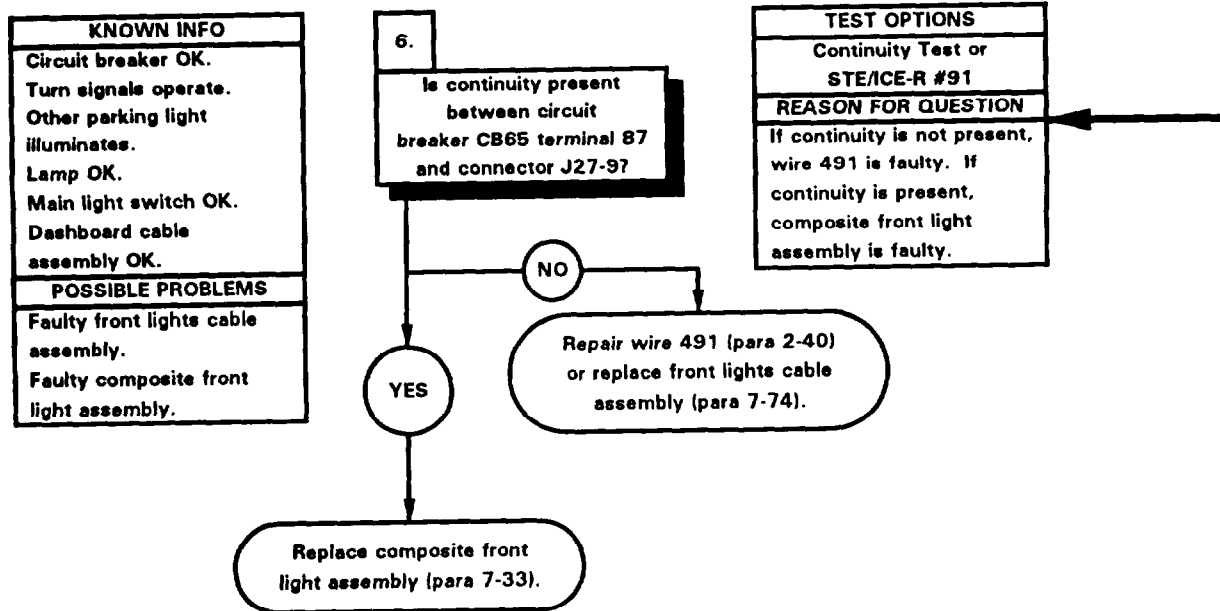 KNOWN INFO
Circuit breaker OK.
Turn signals operate.
Other parking light
illuminates.
Lamp OK.
Main light switch OK.
Dashboard cable
assembly OK.
POSSIBLE PROBLEMS
Faulty front lights cable
assembly.
Faulty composite front
light assembly.
6.
Is continuity present
between circuit
breaker CB65 terminal 87
and connector J27-9?
TEST OPTIONS
Continuity Test or
STE/ICE-R #91
REASON FOR QUESTION
If continuity is not present,
wire 491 is faulty. If
continuity is present,
composite front light
assembly is faulty.
NO
Repair wire 491 (para 2-40)
or replace front lights cable
assembly (para 7-74).
YES
Replace composite front
light assembly (para 7-33).